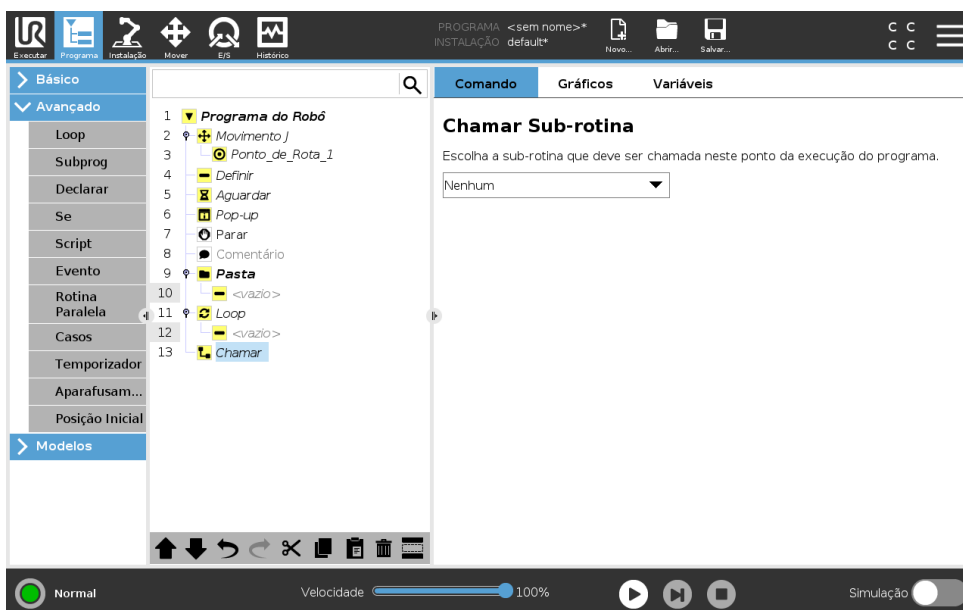 PROGRAMA <sem nome>*
INSTALAÇÃO default*
Executar
Programa
Instalação
Mover
E/S
Histórico
Novo...
Abrir...
Salvar...
C C
C C
Básico
Avançado
Loop
Subprog
Declarar
Se
Script
Evento
Rotina
Paralela
Casos
Temporizador
Aparafusam...
Posição Inicial
Modelos
1 Programa do Robô
2 Movimento J
3 Ponto_de_Rota_1
4 Definir
5 Aguardar
6 Pop-up
7 Parar
8 Comentário
9 Pasta
10 <vazio>
11 Loop
12 <vazio>
13 Chamar
Comando Gráficos Variáveis
Chamar Sub-rotina
Escolha a sub-rotina que deve ser chamada neste ponto da execução do programa.
Nenhum
Normal
Velocidade 100%
Simulação